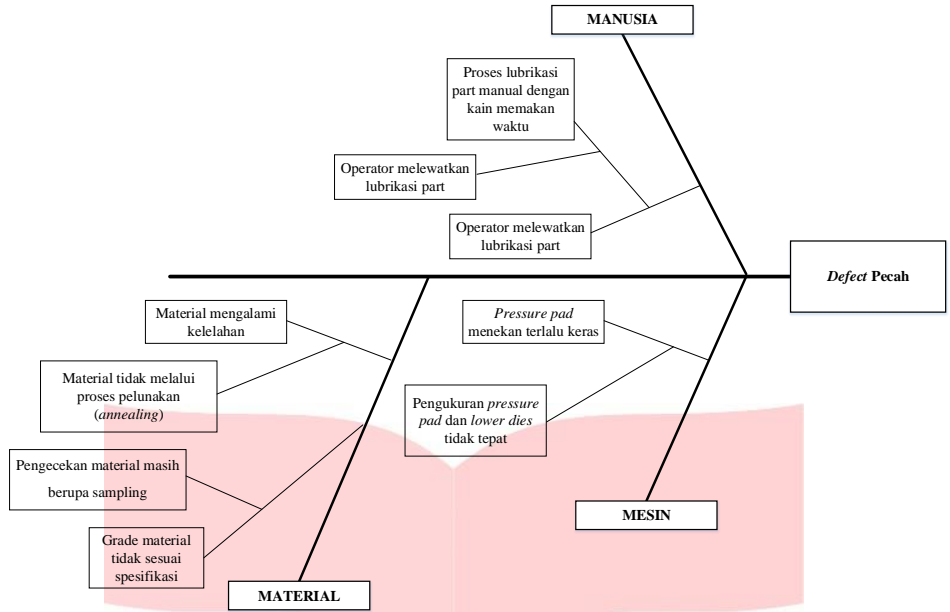 MANUSIA
Proses lubrikasi
part manual dengan
kain memakan
waktu
Operator melewatkan
lubrikasi part
Operator melewatkan
lubrikasi part
Defect Pecah
Material mengalami
kelelahan
Pressure pad
menekan terlalu keras
Material tidak melalui
proses pelunakan
(annealing)
Pengukuran pressure
pad dan lower dies
tidak tepat
Pengecekan material masih
berupa sampling
Grade material
tidak sesuai
spesifikasi
MESIN
MATERIAL